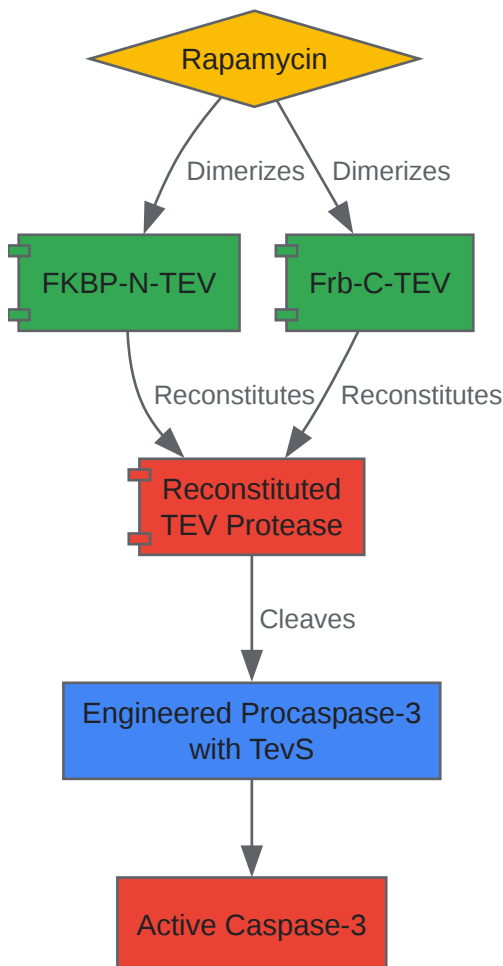 Rapamycin
Dimerizes
Dimerizes
FKBP-N-TEV
Frb-C-TEV
Reconstitutes
Reconstitutes
Reconstituted
TEV Protease
Cleaves
Engineered Procaspase-3
with TevS
Active Caspase-3